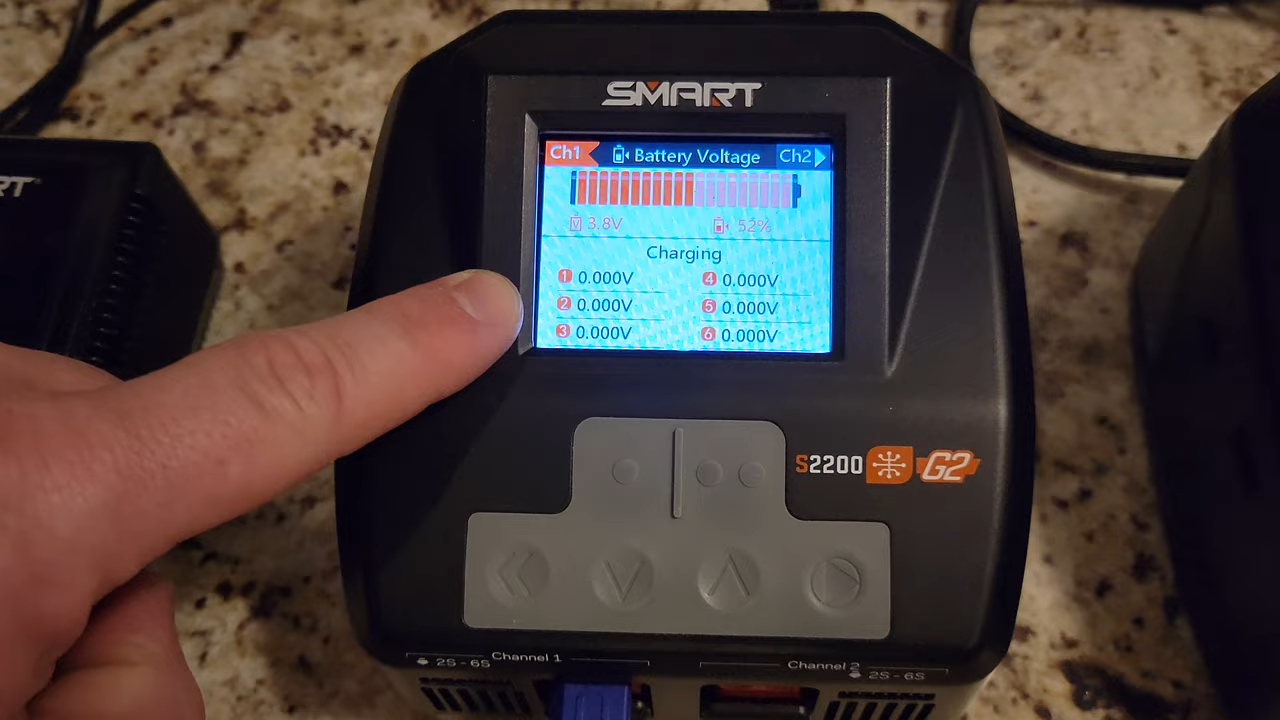 RT
SMART
Ch1 Battery Voltage Ch2
V 3.8V 52%
Charging
1 0.000V 4 0.000V
2 0.000V 5 0.000V
3 0.000V 6 0.000V
S2200 G2
Channel 1 Channel 2
2S - 6S 2S - 6S